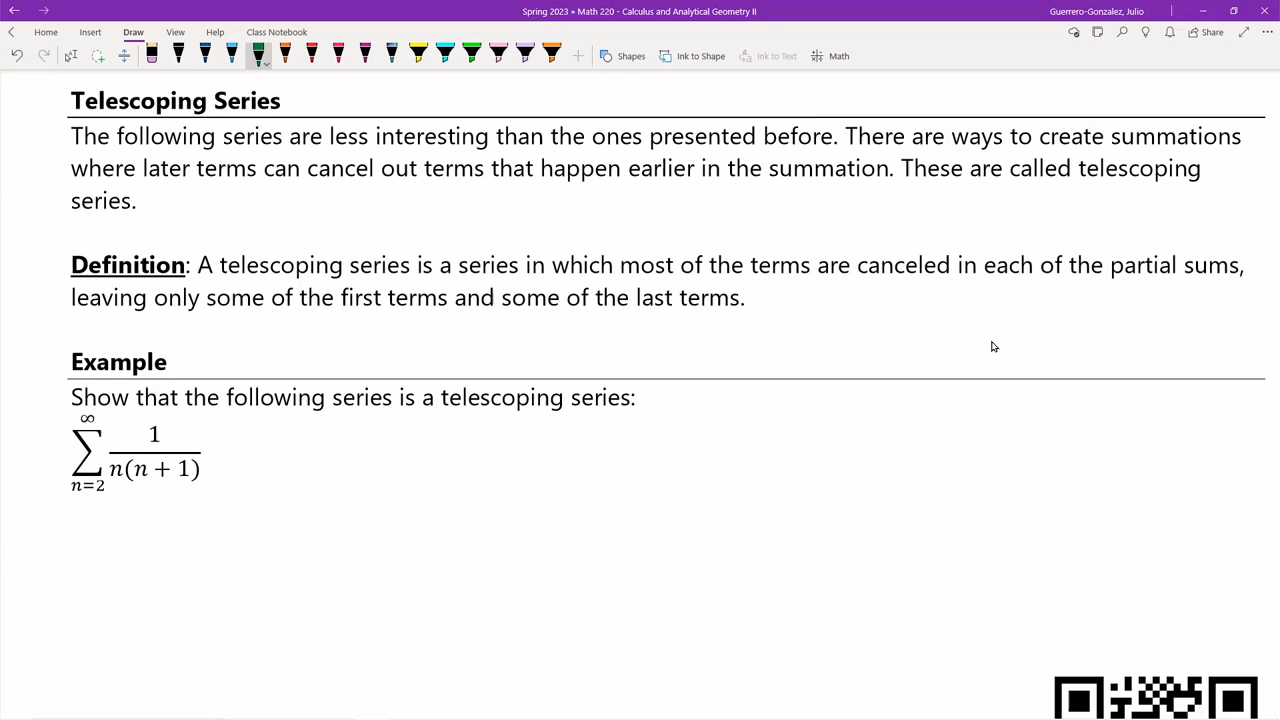 Spring 2023 » Math 220 - Calculus and Analytical Geometry II
Guerrero-Gonzalez, Julio
Home Insert Draw View Help Class Notebook
Share
Shapes Ink to Shape Ink to Text Math
Telescoping Series
The following series are less interesting than the ones presented before. There are ways to create summations
where later terms can cancel out terms that happen earlier in the summation. These are called telescoping
series.
Definition: A telescoping series is a series in which most of the terms are canceled in each of the partial sums,
leaving only some of the first terms and some of the last terms.
Example
Show that the following series is a telescoping series:
∞
∑ 1/n(n + 1)
n=2